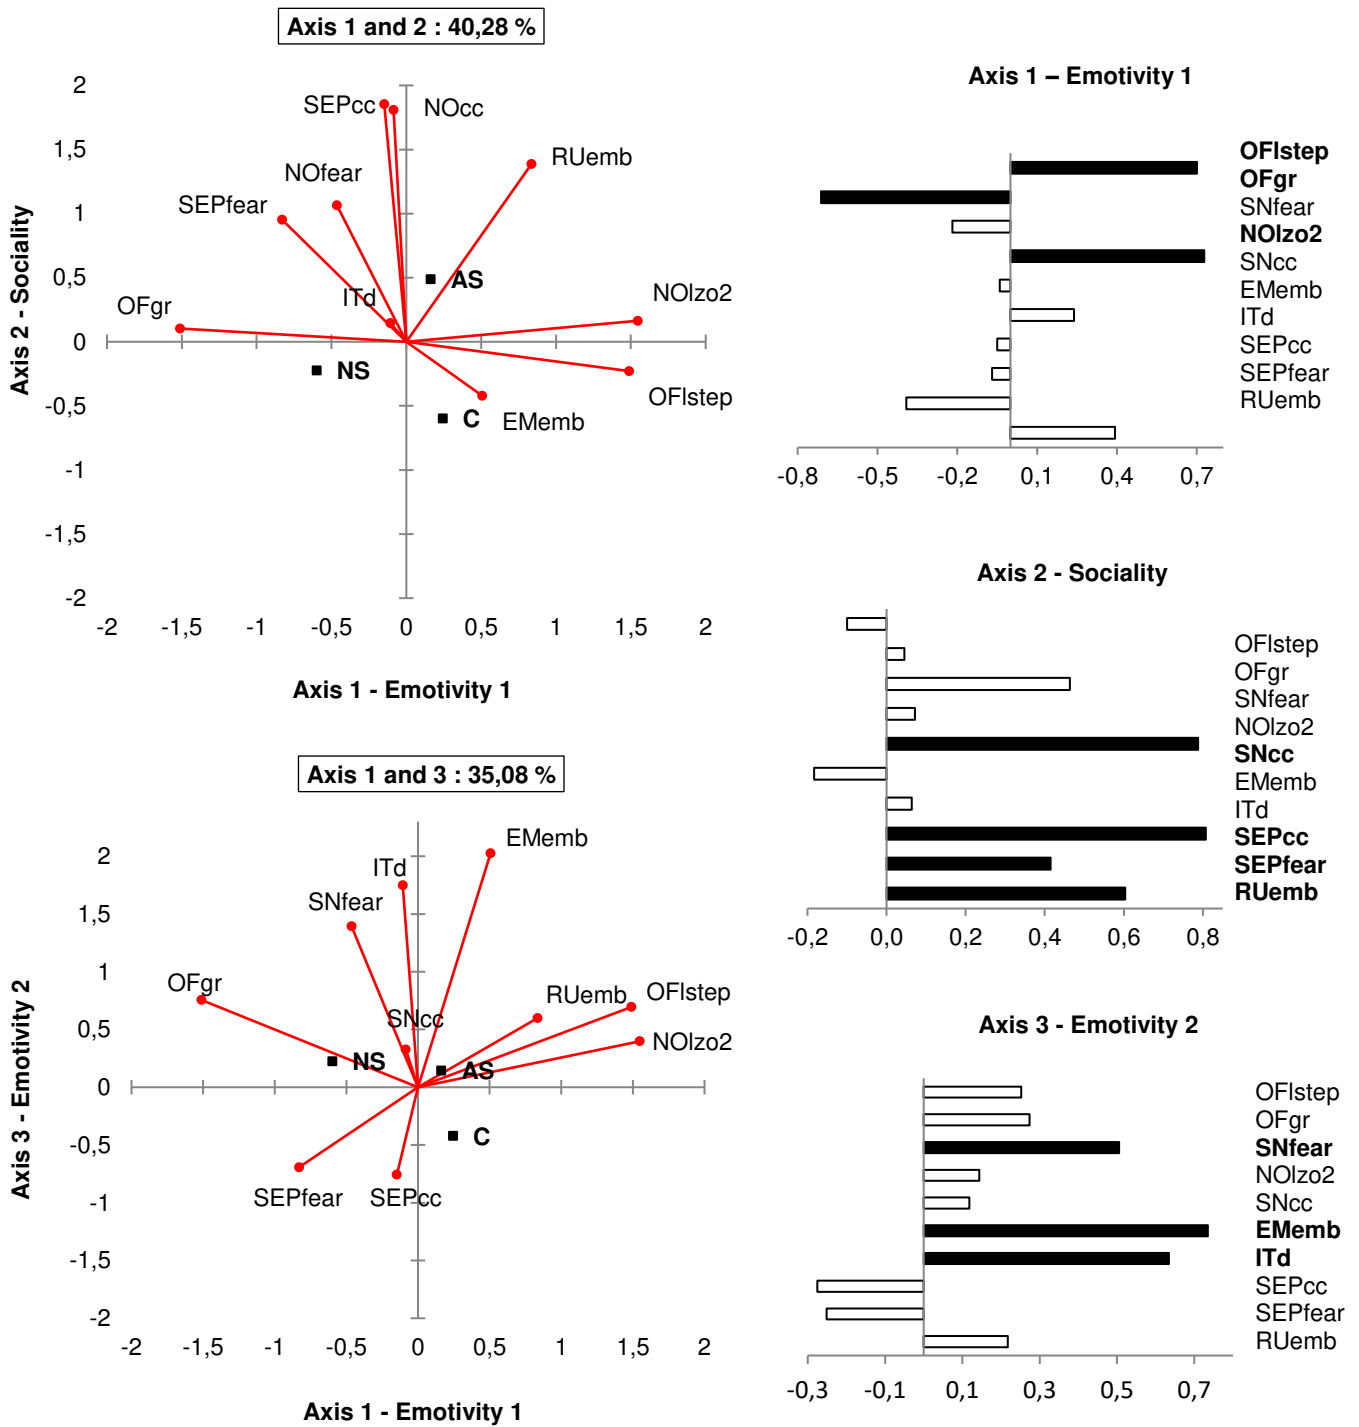 Axis 1 and 2 : 40,28 %
Axis 2 - Sociality
2
1,5
1
0,5
0
-0,5
-1
-1,5
-2
SEPcc
NOcc
RUemb
NOfear
SEPfear
AS
ITd
NOlzo2
OFgr
NS
OFlstep
C
EMemb
-2 -1,5 -1 -0,5 0 0,5 1 1,5 2
Axis 1 - Emotivity 1
Axis 1 – Emotivity 1
OFlstep
OFgr
SNfear
NOlzo2
SNcc
EMemb
ITd
SEPcc
SEPfear
RUemb
-0,8 -0,5 -0,2 0,1 0,4 0,7
Axis 2 - Sociality
OFlstep
OFgr
SNfear
NOlzo2
SNcc
EMemb
ITd
SEPcc
SEPfear
RUemb
-0,2 0,0 0,2 0,4 0,6 0,8
Axis 1 and 3 : 35,08 %
Axis 3 - Emotivity 2
2
1,5
1
0,5
0
-0,5
-1
-1,5
-2
EMemb
ITd
SNfear
OFgr
RUemb
OFlstep
SNcc
NOlzo2
NS
AS
C
SEPfear
SEPcc
-2 -1,5 -1 -0,5 0 0,5 1 1,5 2
Axis 1 - Emotivity 1
Axis 3 - Emotivity 2
OFlstep
OFgr
SNfear
NOlzo2
SNcc
EMemb
ITd
SEPcc
SEPfear
RUemb
-0,3 -0,1 0,1 0,3 0,5 0,7